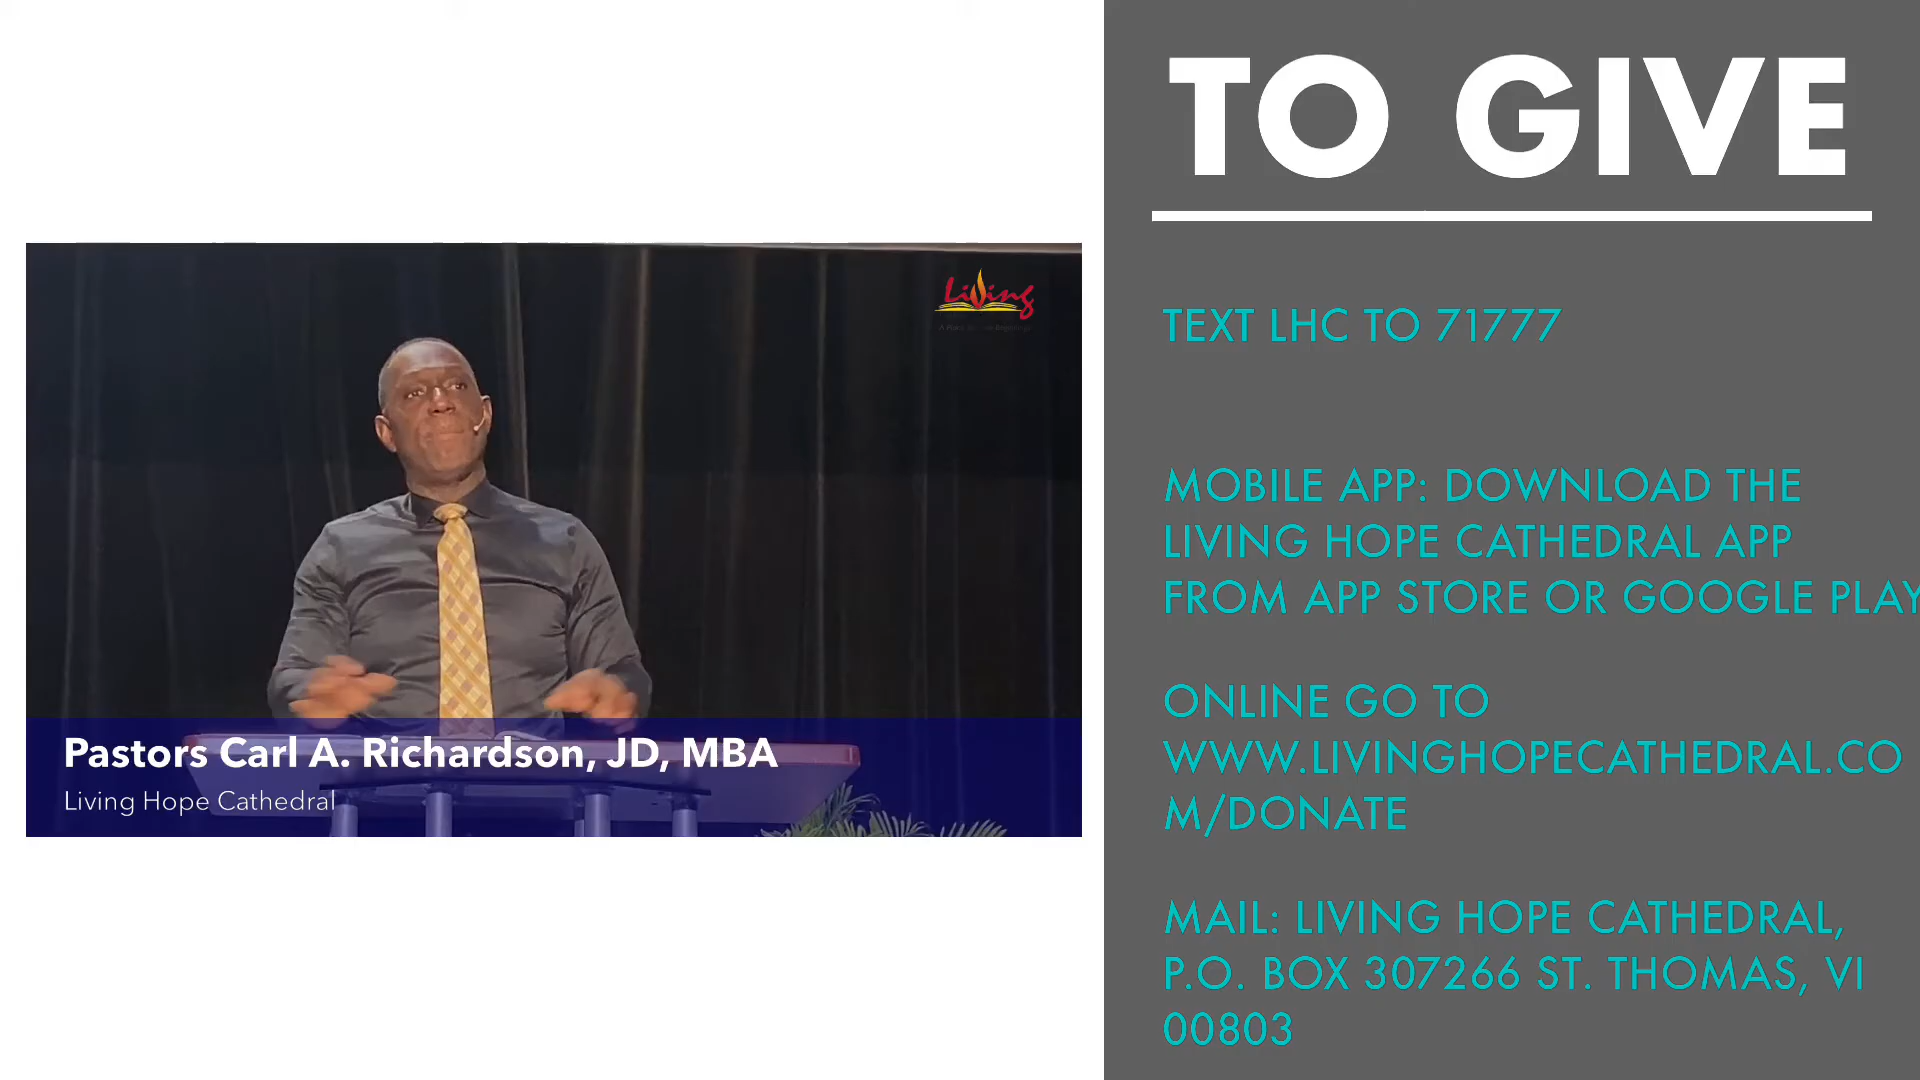 TO GIVE
TEXT LHC TO 71777
MOBILE APP: DOWNLOAD THE
LIVING HOPE CATHEDRAL APP
FROM APP STORE OR GOOGLE PLAY
ONLINE GO TO
WWW.LIVINGHOPECATHEDRAL.CO
M/DONATE
MAIL: LIVING HOPE CATHEDRAL,
P.O. BOX 307266 ST. THOMAS, VI
00803
Living
Pastors Carl A. Richardson, JD, MBA
Living Hope Cathedral